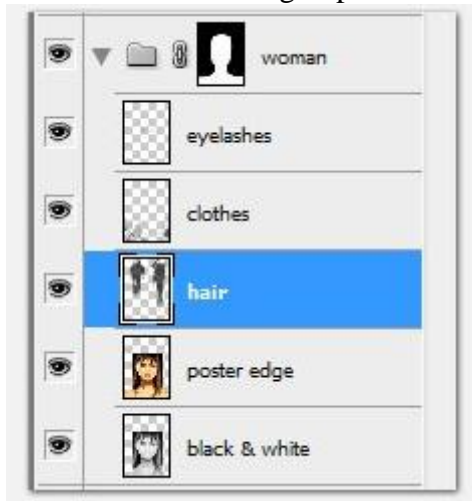 woman
eyelashes
clothes
hair
poster edge
black & white